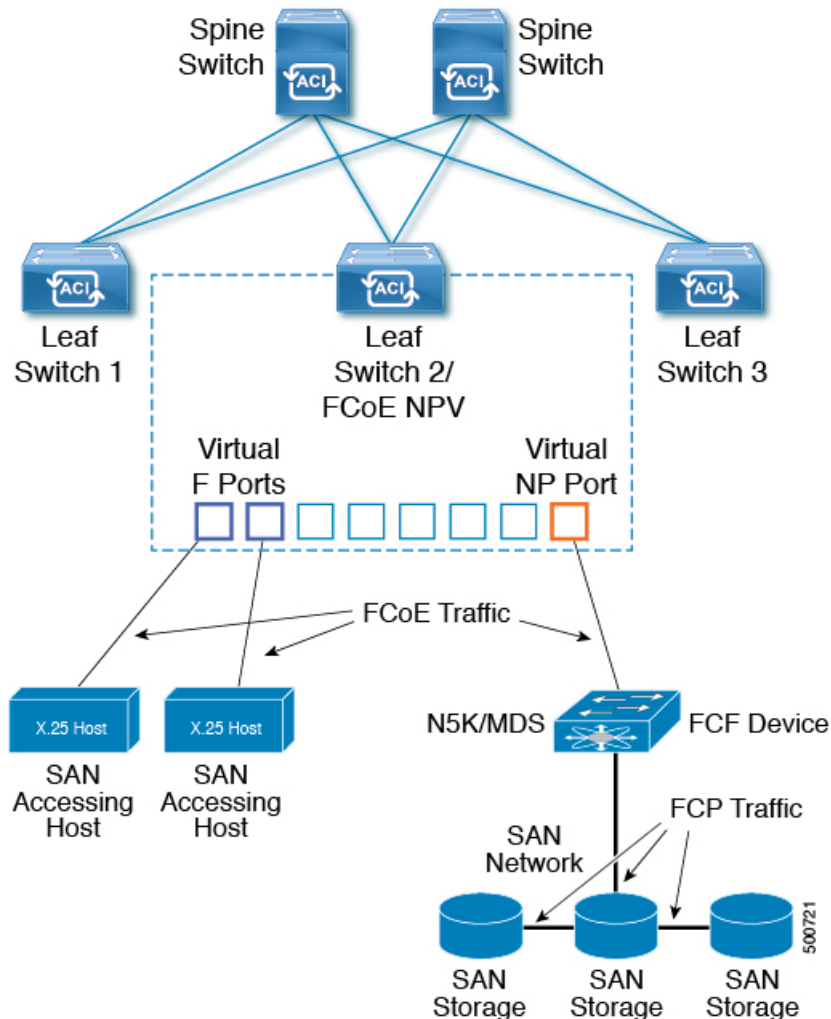 Spine
Switch
Spine
Switch
ACI
ACI
ACI
ACI
ACI
Leaf
Switch 1
Leaf
Switch 2/
FCoE NPV
Leaf
Switch 3
Virtual
F Ports
Virtual
NP Port
FCoE Traffic
X.25 Host
X.25 Host
N5K/MDS
FCF Device
SAN
Accessing
Host
SAN
Accessing
Host
FCP Traffic
SAN
Network
SAN
Storage
SAN
Storage
SAN
Storage
500721